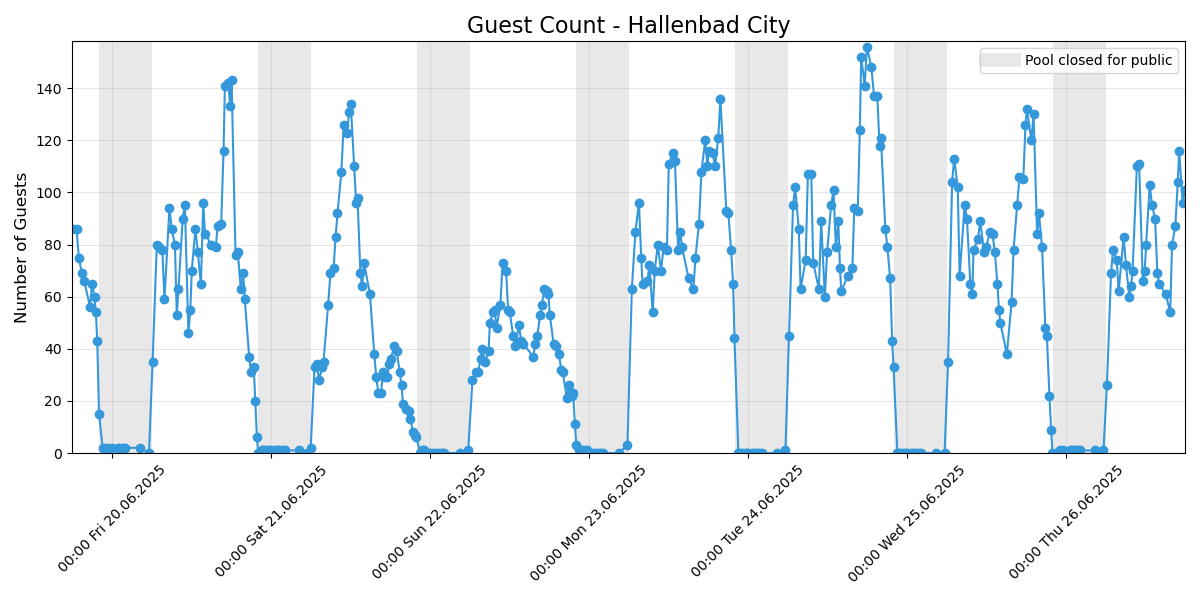 Guest Count - Hallenbad City
Pool closed for public
Number of Guests
140
120
100
80
60
40
20
0
00:00 Fri 20.06.2025
00:00 Sat 21.06.2025
00:00 Sun 22.06.2025
00:00 Mon 23.06.2025
00:00 Tue 24.06.2025
00:00 Wed 25.06.2025
00:00 Thu 26.06.2025